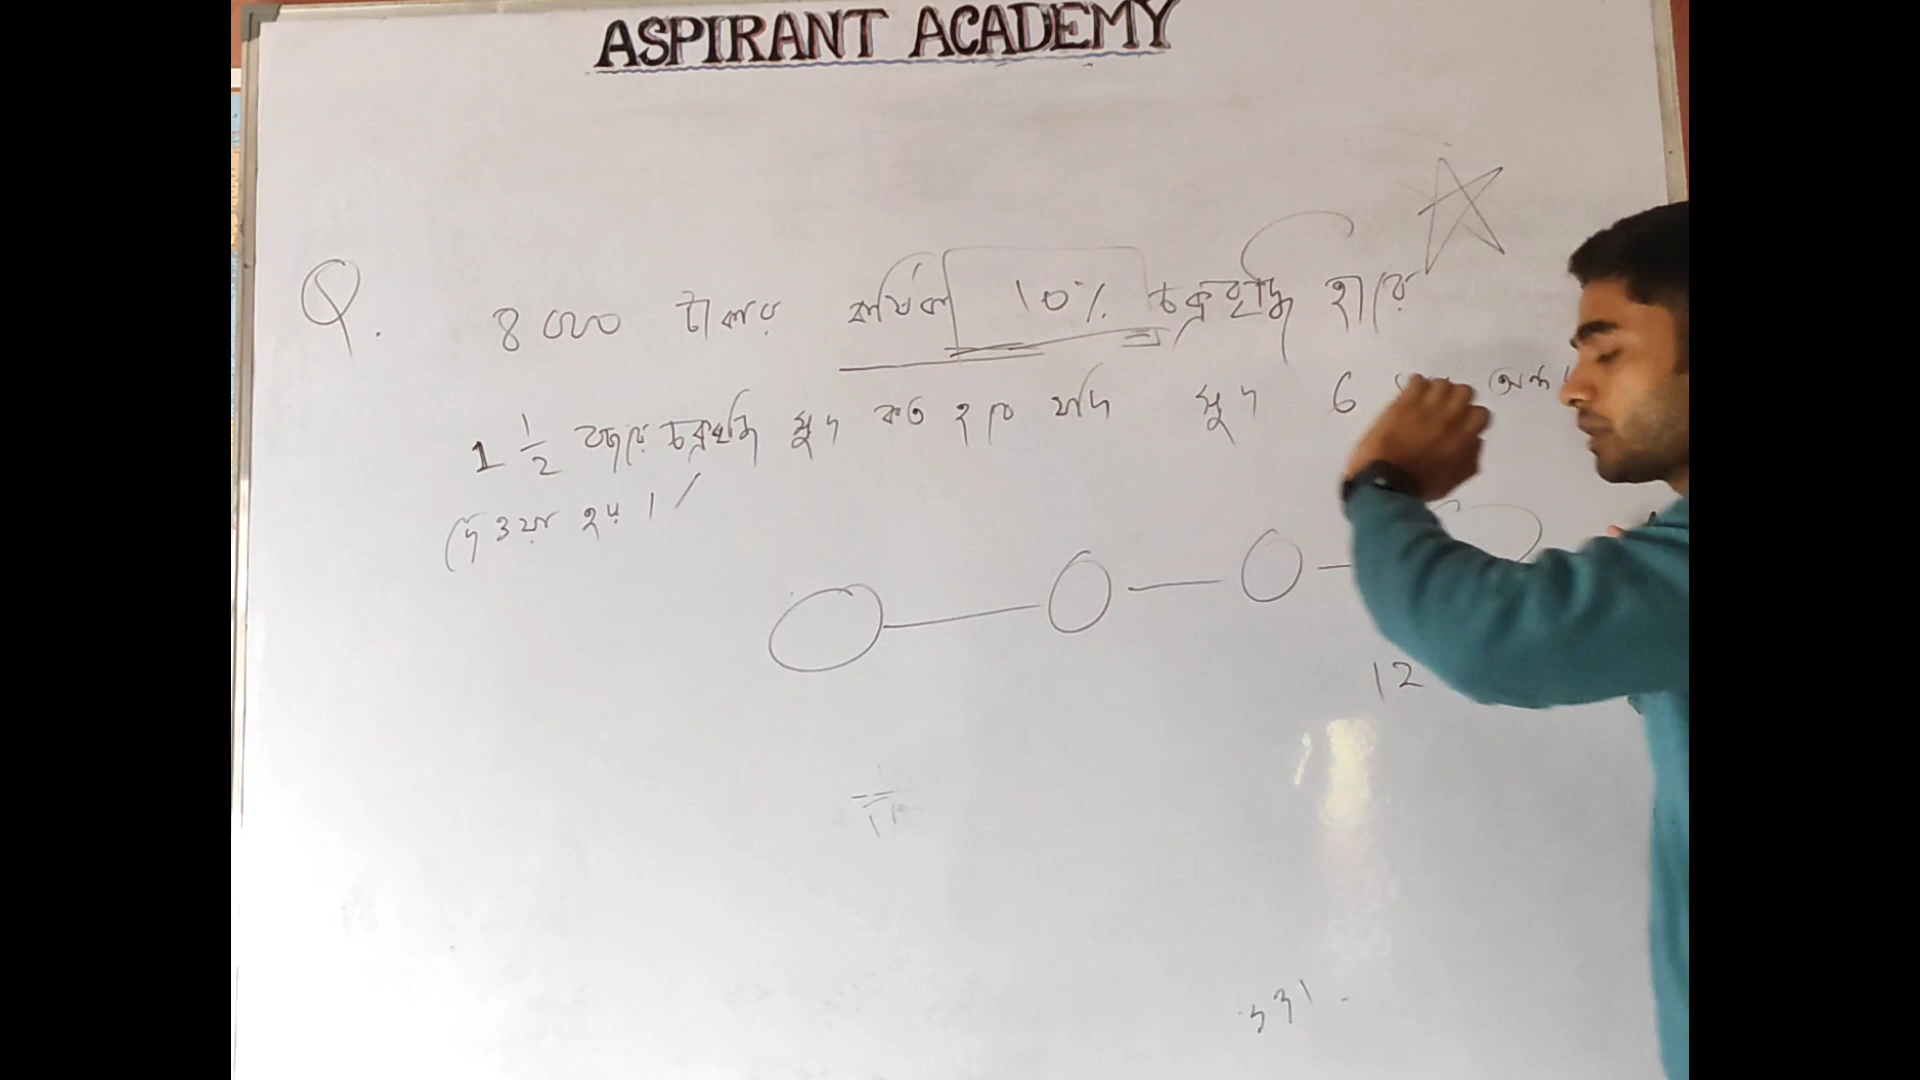 ASPIRANT ACADEMY
Q. 8000 টাকার বার্ষিক 10% চক্রবৃদ্ধি হারে
1 1/2 বছরে চক্রবৃদ্ধি সুদ কত হবে যদি সুদ 6
দেওয়া হয়।
12
331